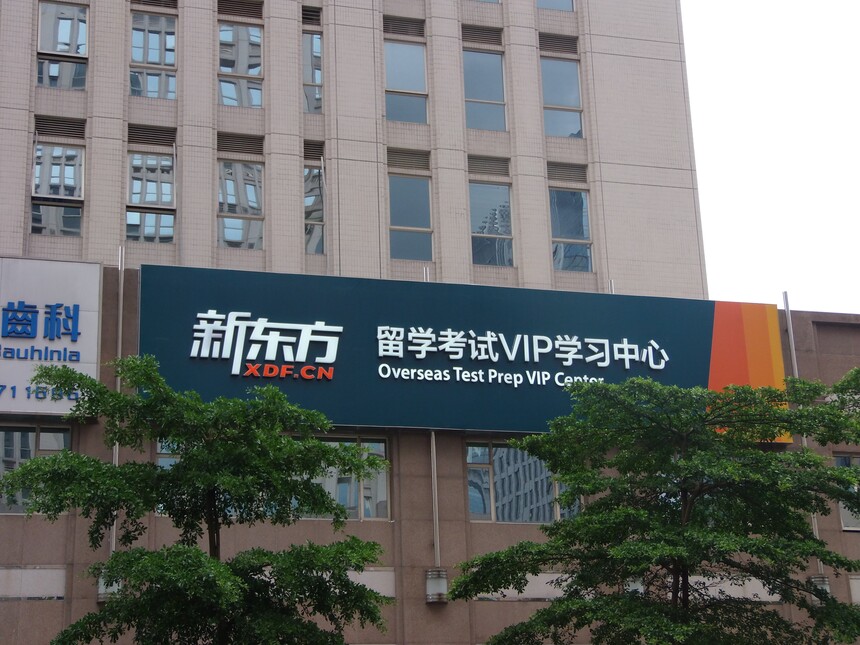 齒科
Bauhinia
新东方
XDF.CN
留学考试VIP学习中心
Overseas Test Prep VIP Center